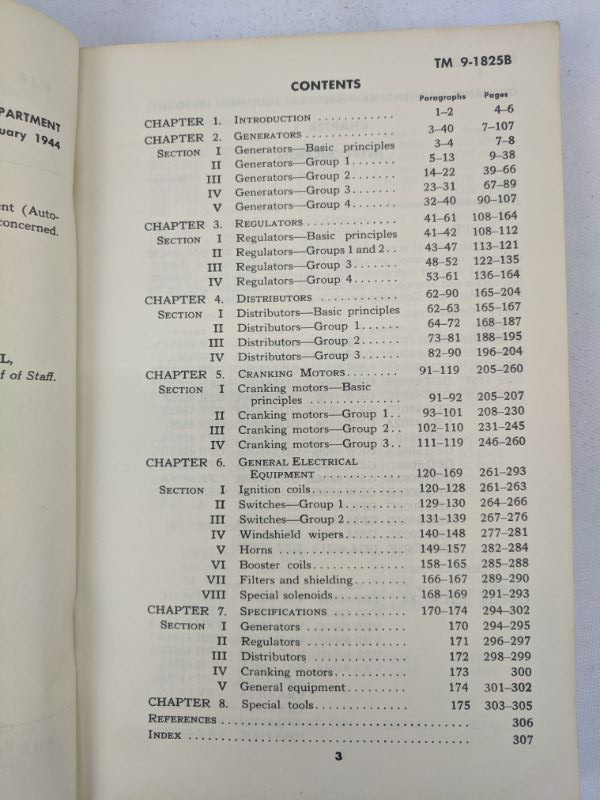 PARTMENT
uary 1944
ent (Auto-
concerned.
L,
f of Staff.
TM 9-1825B
CONTENTS
Paragraphs Pages
CHAPTER 1. INTRODUCTION ............ 1–2 4–6
CHAPTER 2. GENERATORS .............. 3–40 7–107
SECTION I Generators—Basic principles 3–4 7–8
II Generators—Group 1....... 5–13 9–38
III Generators—Group 2....... 14–22 39–66
IV Generators—Group 3....... 23–31 67–89
V Generators—Group 4....... 32–40 90–107
CHAPTER 3. REGULATORS .............. 41–61 108–164
SECTION I Regulators—Basic principles 41–42 108–112
II Regulators—Groups 1 and 2.. 43–47 113–121
III Regulators—Group 3....... 48–52 122–135
IV Regulators—Group 4....... 53–61 136–164
CHAPTER 4. DISTRIBUTORS ............ 62–90 165–204
SECTION I Distributors—Basic principles 62–63 165–167
II Distributors—Group 1...... 64–72 168–187
III Distributors—Group 2...... 73–81 188–195
IV Distributors—Group 3...... 82–90 196–204
CHAPTER 5. CRANKING MOTORS........ 91–119 205–260
SECTION I Cranking motors—Basic
principles .............. 91–92 205–207
II Cranking motors—Group 1.. 93–101 208–230
III Cranking motors—Group 2.. 102–110 231–245
IV Cranking motors—Group 3.. 111–119 246–260
CHAPTER 6. GENERAL ELECTRICAL
EQUIPMENT ............ 120–169 261–293
SECTION I Ignition coils.............. 120–128 261–263
II Switches—Group 1......... 129–130 264–266
III Switches—Group 2......... 131–139 267–276
IV Windshield wipers.......... 140–148 277–281
V Horns ................... 149–157 282–284
VI Booster coils.............. 158–165 285–288
VII Filters and shielding........ 166–167 289–290
VIII Special solenoids........... 168–169 291–293
CHAPTER 7. SPECIFICATIONS ........... 170–174 294–302
SECTION I Generators ............... 170 294–295
II Regulators ............... 171 296–297
III Distributors .............. 172 298–299
IV Cranking motors........... 173 300
V General equipment......... 174 301–302
CHAPTER 8. Special tools.............. 175 303–305
REFERENCES .................................. 306
INDEX ....................................... 307
3